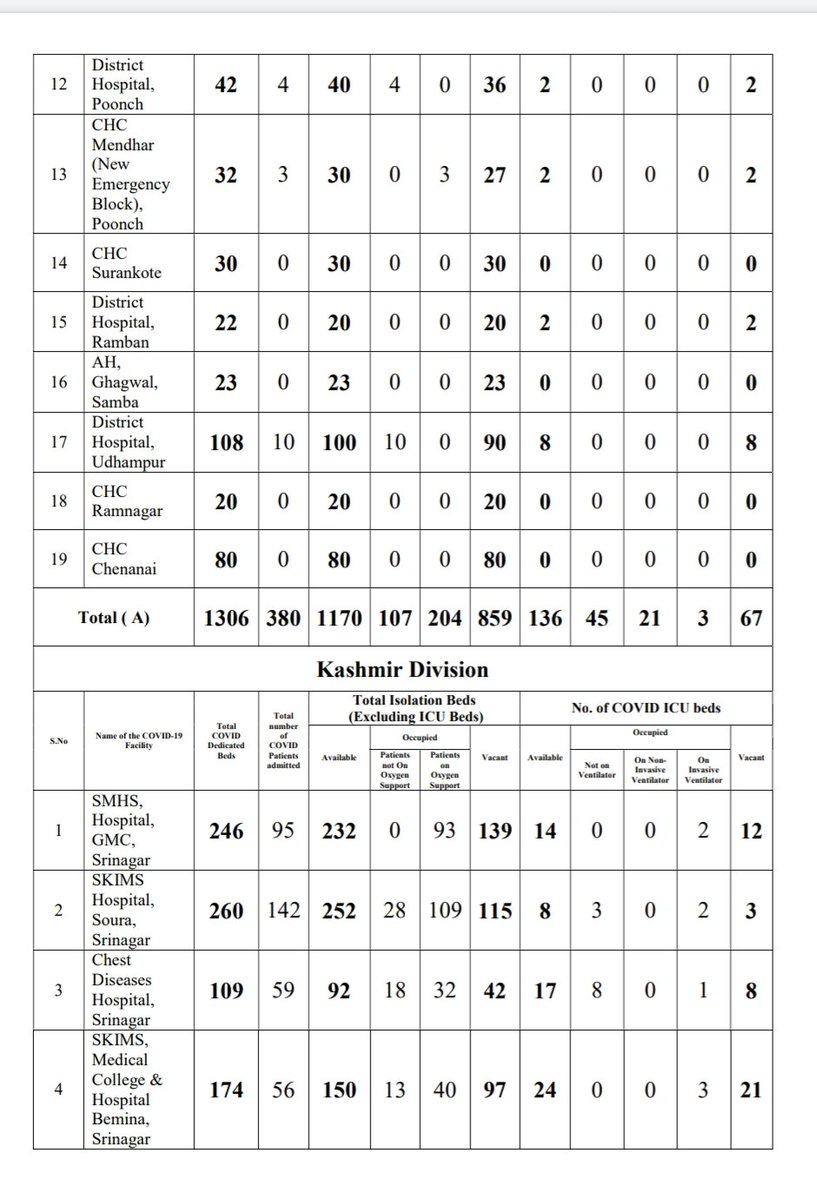 12 District Hospital, Poonch 42 4 40 4 0 36 2 0 0 0 2
13 CHC Mendhar (New Emergency Block), Poonch 32 3 30 0 3 27 2 0 0 0 2
14 CHC Surankote 30 0 30 0 0 30 0 0 0 0 0
15 District Hospital, Ramban 22 0 20 0 0 20 2 0 0 0 2
16 AH, Ghagwal, Samba 23 0 23 0 0 23 0 0 0 0 0
17 District Hospital, Udhampur 108 10 100 10 0 90 8 0 0 0 8
18 CHC Ramnagar 20 0 20 0 0 20 0 0 0 0 0
19 CHC Chenanai 80 0 80 0 0 80 0 0 0 0 0
Total ( A) 1306 380 1170 107 204 859 136 45 21 3 67
Kashmir Division
S.No Name of the COVID-19 Facility Total COVID Dedicated Beds Total number of COVID Patients admitted Total Isolation Beds (Excluding ICU Beds) No. of COVID ICU beds
Available Occupied Vacant Available Occupied Vacant
Patients not On Oxygen Support Patients on Oxygen Support Not on Ventilator On Non-Invasive Ventilator On Invasive Ventilator
1 SMHS, Hospital, GMC, Srinagar 246 95 232 0 93 139 14 0 0 2 12
2 SKIMS Hospital, Soura, Srinagar 260 142 252 28 109 115 8 3 0 2 3
3 Chest Diseases Hospital, Srinagar 109 59 92 18 32 42 17 8 0 1 8
4 SKIMS, Medical College & Hospital Bemina, Srinagar 174 56 150 13 40 97 24 0 0 3 21